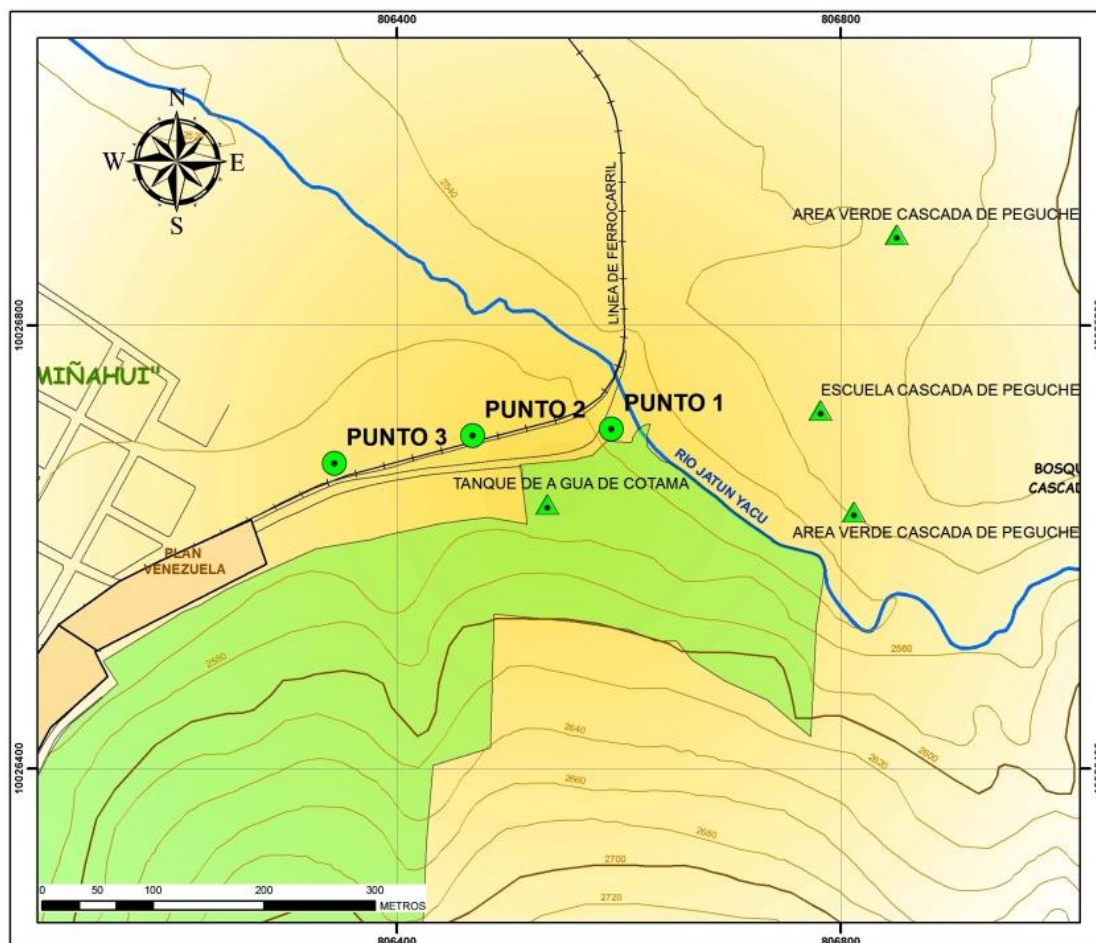 806400
806800
N
W
E
S
2520
2540
LINEA DE FERROCARRIL
AREA VERDE CASCADA DE PEGUCHE
10026800
MIÑAHUI"
ESCUELA CASCADA DE PEGUCHE
PUNTO 1
PUNTO 2
PUNTO 3
TANQUE DE A GUA DE COTAMA
RIO JATUN YACU
BOSQU
CASCAD
AREA VERDE CASCADA DE PEGUCHE
PLAN
VENEZUELA
2580
2560
2640
2600
2620
2660
2680
2700
2720
10026400
0
50
100
200
300
METROS
806400
806800